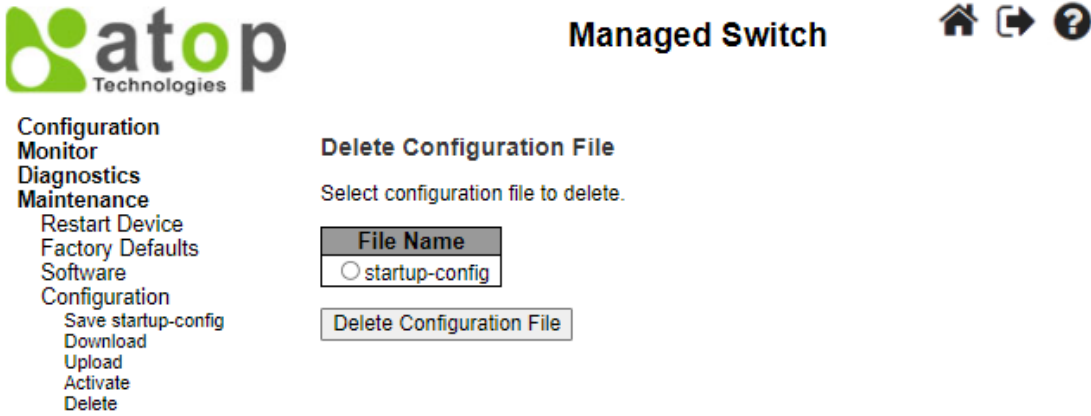 atop
Technologies
Managed Switch
Configuration
Monitor
Diagnostics
Maintenance
Restart Device
Factory Defaults
Software
Configuration
Save startup-config
Download
Upload
Activate
Delete
Delete Configuration File
Select configuration file to delete.
File Name
startup-config
Delete Configuration File